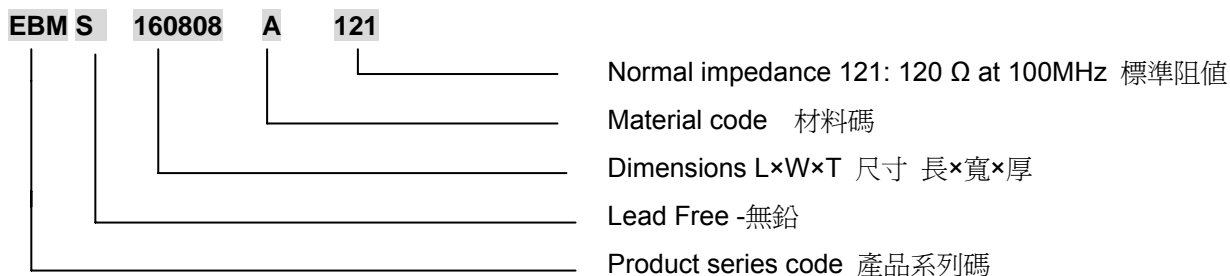 EBM S 160808 A 121
Normal impedance 121: 120 Ω at 100MHz 標準阻值
Material code 材料碼
Dimensions L×W×T 尺寸 長×寬×厚
Lead Free -無鉛
Product series code 產品系列碼